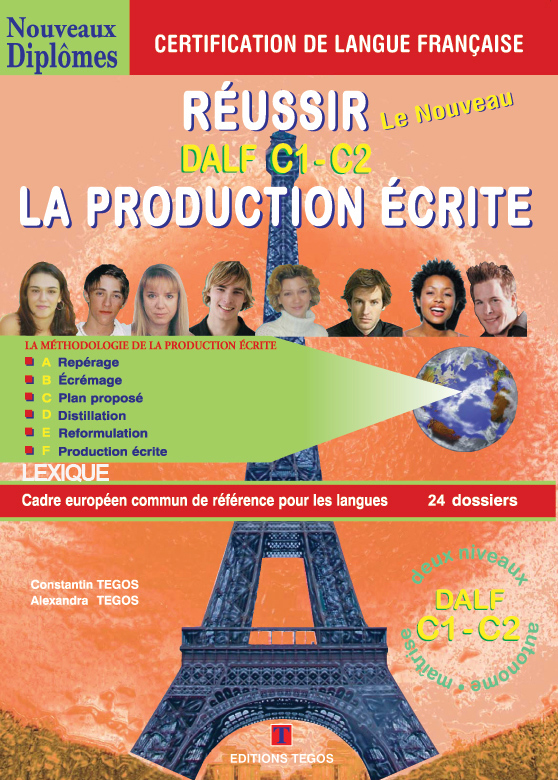 Nouveaux
Diplômes
CERTIFICATION DE LANGUE FRANÇAISE
RÉUSSIR Le Nouveau
DALF C1-C2
LA PRODUCTION ÉCRITE
LA MÉTHODOLOGIE DE LA PRODUCTION ÉCRITE
A Repérage
B Écrémage
C Plan proposé
D Distillation
E Reformulation
F Production écrite
LEXIQUE
Cadre européen commun de référence pour les langues 24 dossiers
Constantin TEGOS
Alexandra TEGOS
deux niveaux
DALF
C1-C2
autonome • maîtrise
T
EDITIONS TEGOS